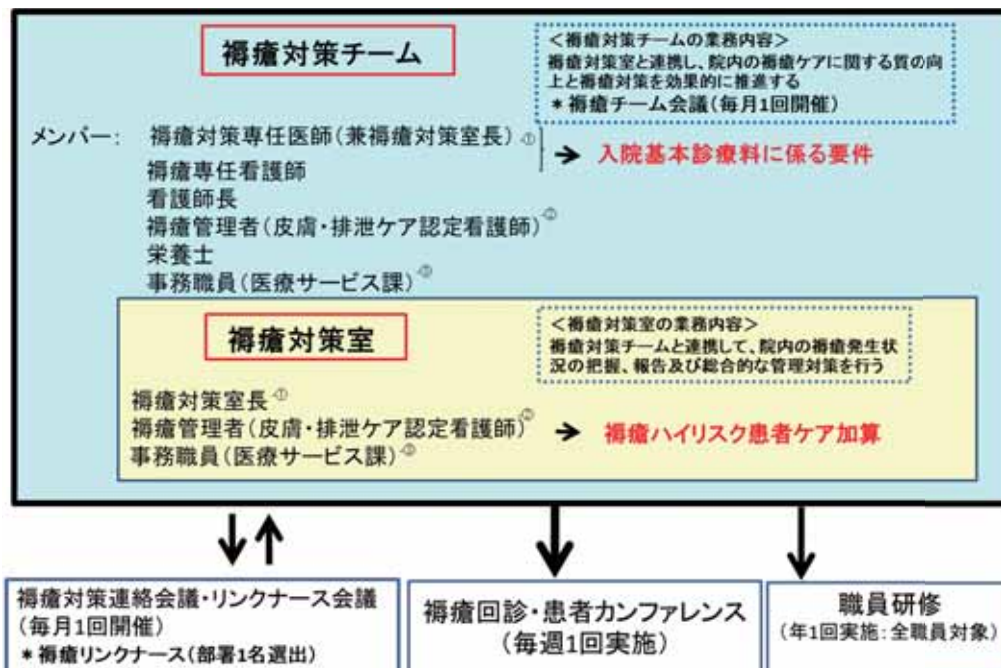 褥瘡対策チーム
<褥瘡対策チームの業務内容>
褥瘡対策室と連携し、院内の褥瘡ケアに関する質の向
上と褥瘡対策を効果的に推進する
*褥瘡チーム会議(毎月1回開催)
メンバー: 褥瘡対策専任医師(兼褥瘡対策室長)-①
褥瘡専任看護師
→ 入院基本診療料に係る要件
看護師長
褥瘡管理者(皮膚・排泄ケア認定看護師)-②
栄養士
事務職員(医療サービス課)-③
褥瘡対策室
<褥瘡対策室の業務内容>
褥瘡対策チームと連携して、院内の褥瘡発生状
況の把握、報告及び総合的な管理対策を行う
褥瘡対策室長-①
褥瘡管理者(皮膚・排泄ケア認定看護師)-②
→ 褥瘡ハイリスク患者ケア加算
事務職員(医療サービス課)-③
褥瘡対策連絡会議・リンクナース会議
(毎月1回開催)
*褥瘡リンクナース(部署1名選出)
褥瘡回診・患者カンファレンス
(毎週1回実施)
職員研修
(年1回実施:全職員対象)